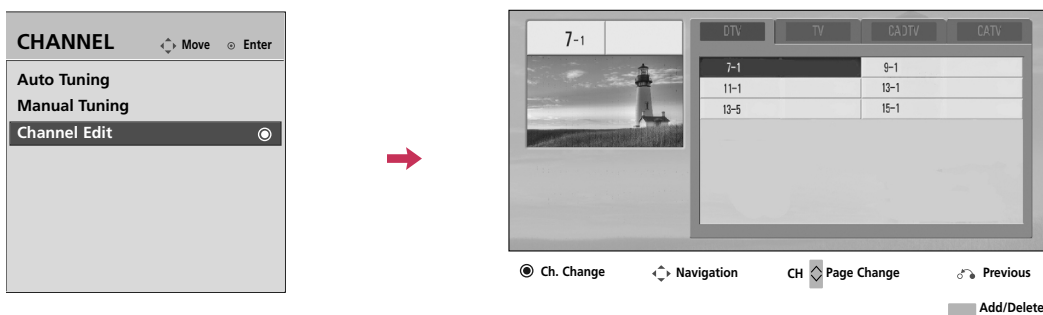 CHANNEL Move Enter
Auto Tuning
Manual Tuning
Channel Edit
7-1
DTV TV CADTV CATV
7-1 9-1
11-1 13-1
13-5 15-1
Ch. Change Navigation CH Page Change Previous
Add/Delete